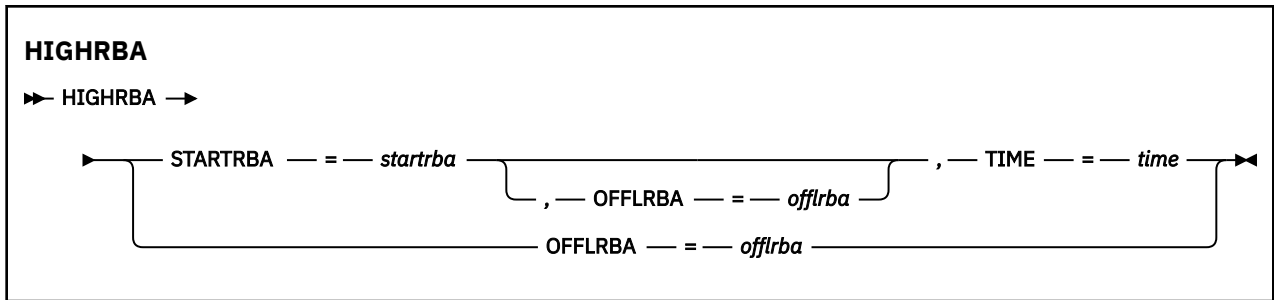 HIGHRBA
HIGHRBA
STARTRBA = startrba , TIME = time
, OFFLRBA = offlrba
OFFLRBA = offlrba